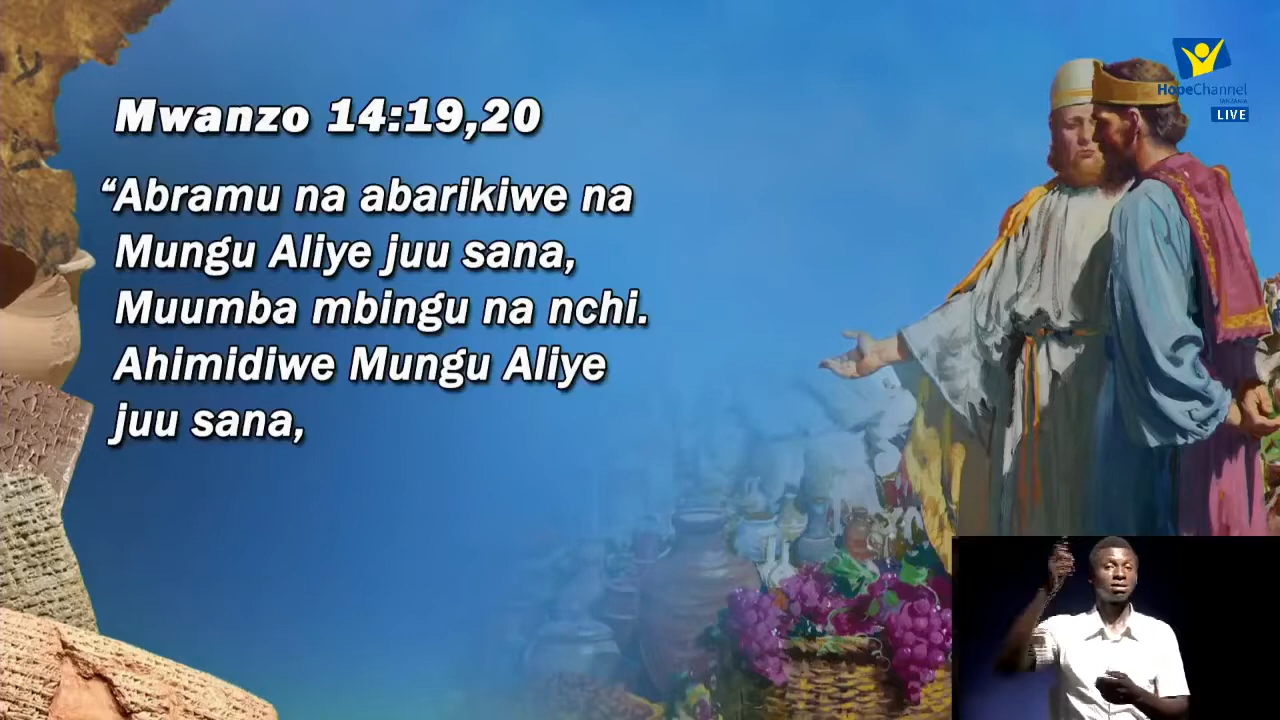 HopeChannel
TANZANIA
LIVE
Mwanzo 14:19,20
“Abramu na abarikiwe na
Mungu Aliye juu sana,
Muumba mbingu na nchi.
Ahimidiwe Mungu Aliye
juu sana,